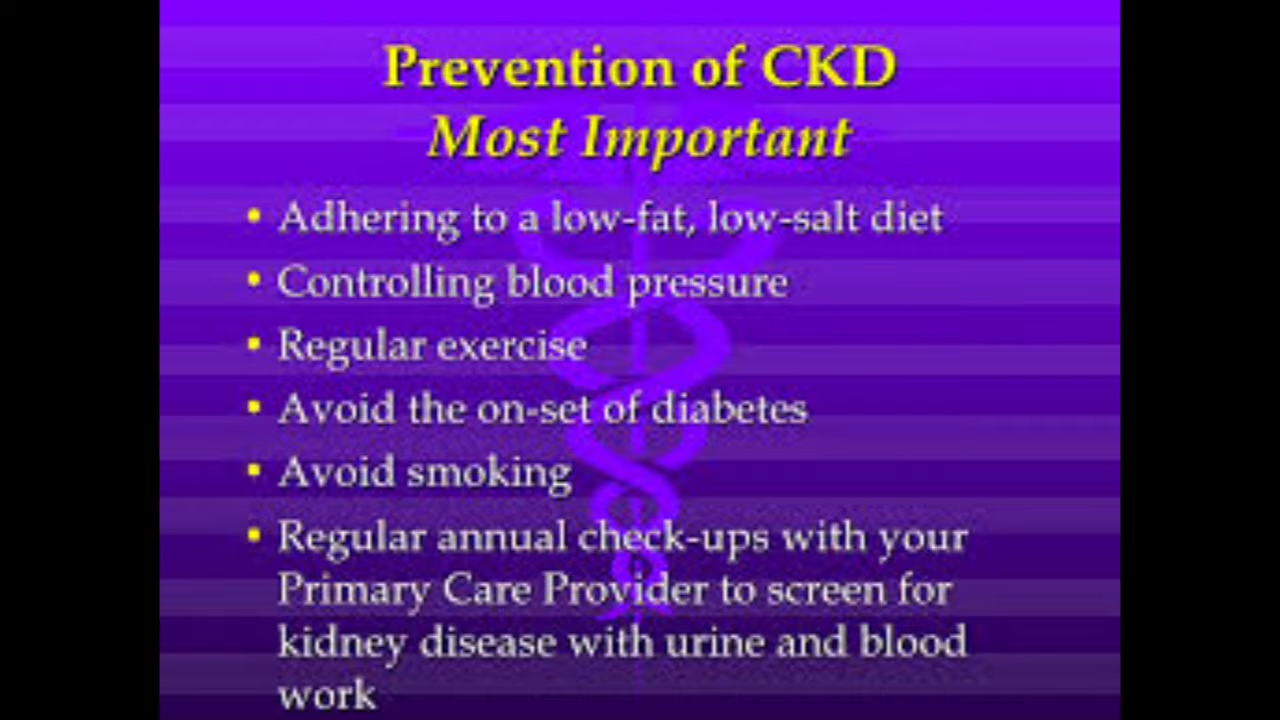 Prevention of CKD
Most Important
• Adhering to a low-fat, low-salt diet
• Controlling blood pressure
• Regular exercise
• Avoid the on-set of diabetes
• Avoid smoking
• Regular annual check-ups with your
Primary Care Provider to screen for
kidney disease with urine and blood
work